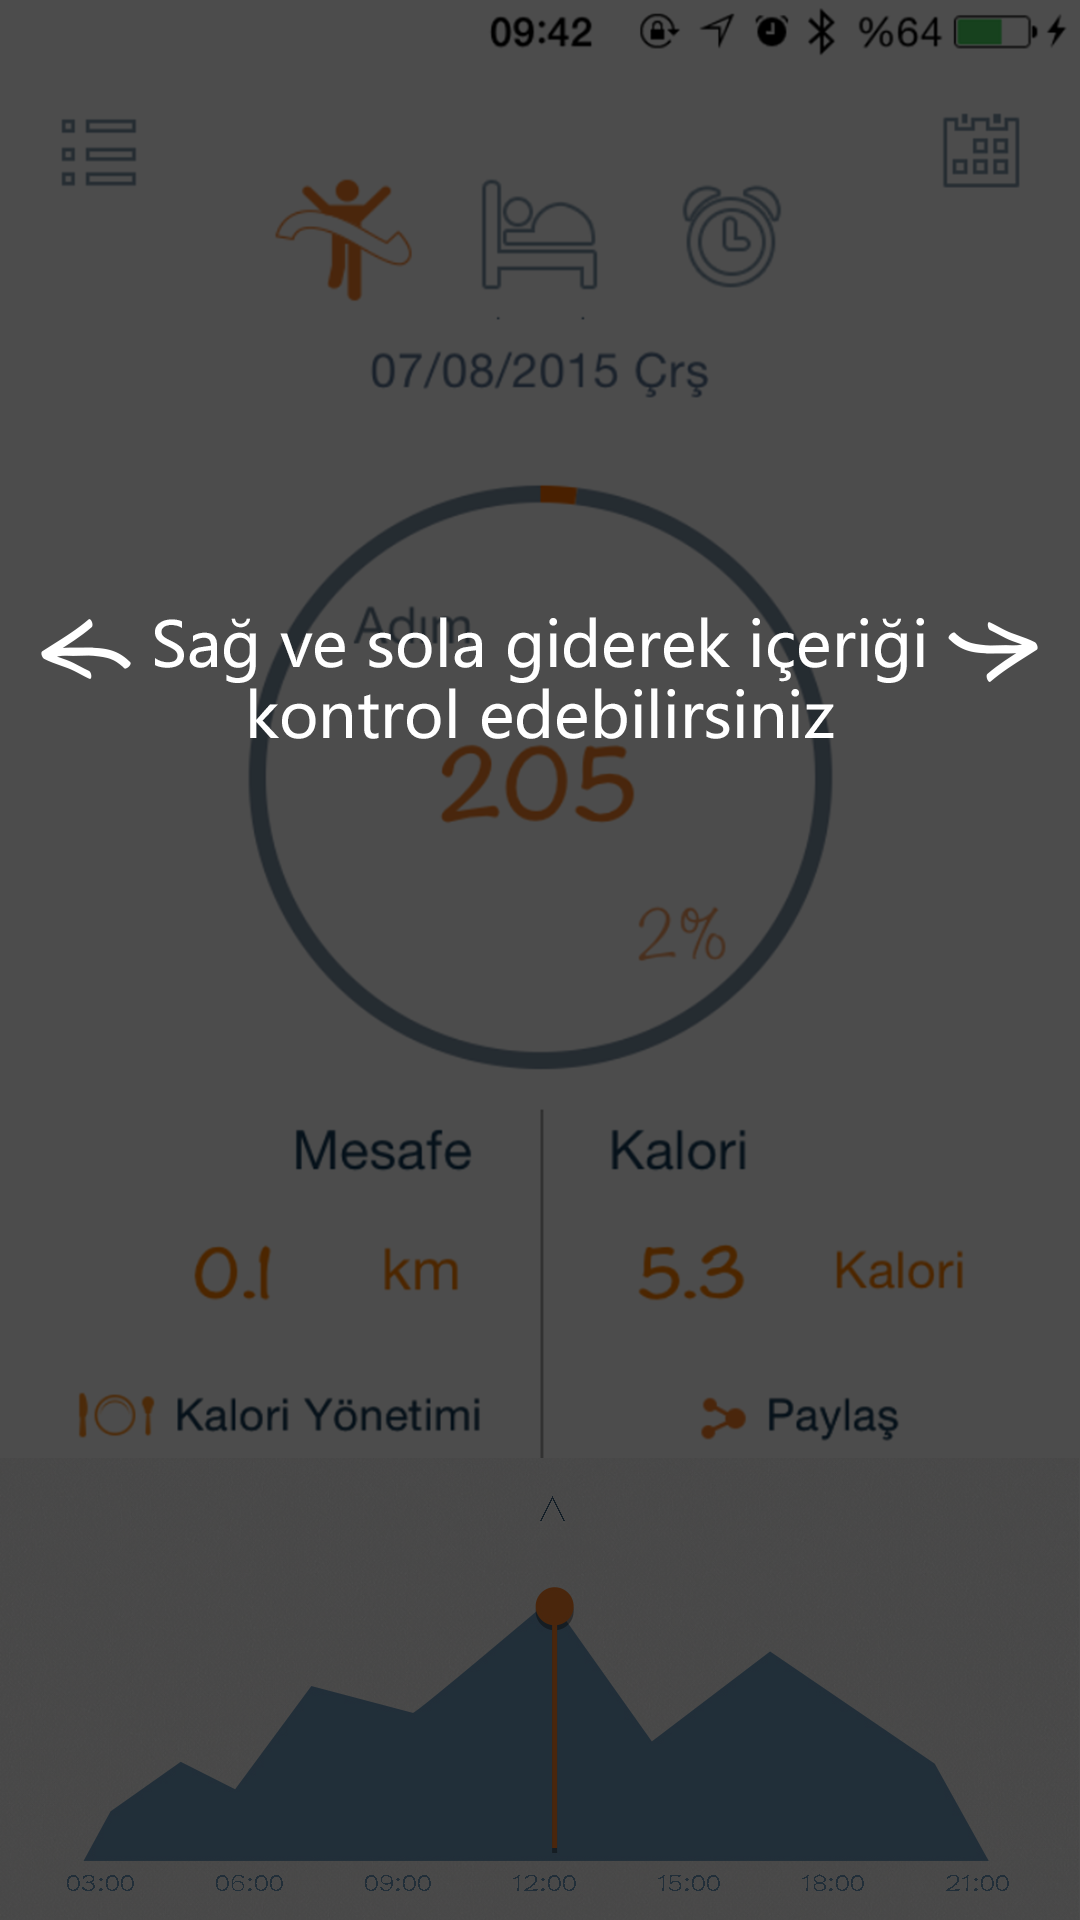 09:42 %64
07/08/2015 Çrş
Adım
Sağ ve sola giderek içeriği
kontrol edebilirsiniz
205
2%
Mesafe Kalori
0.1 km 5.3 Kalori
Kalori Yönetimi Paylaş
03:00 06:00 09:00 12:00 15:00 18:00 21:00